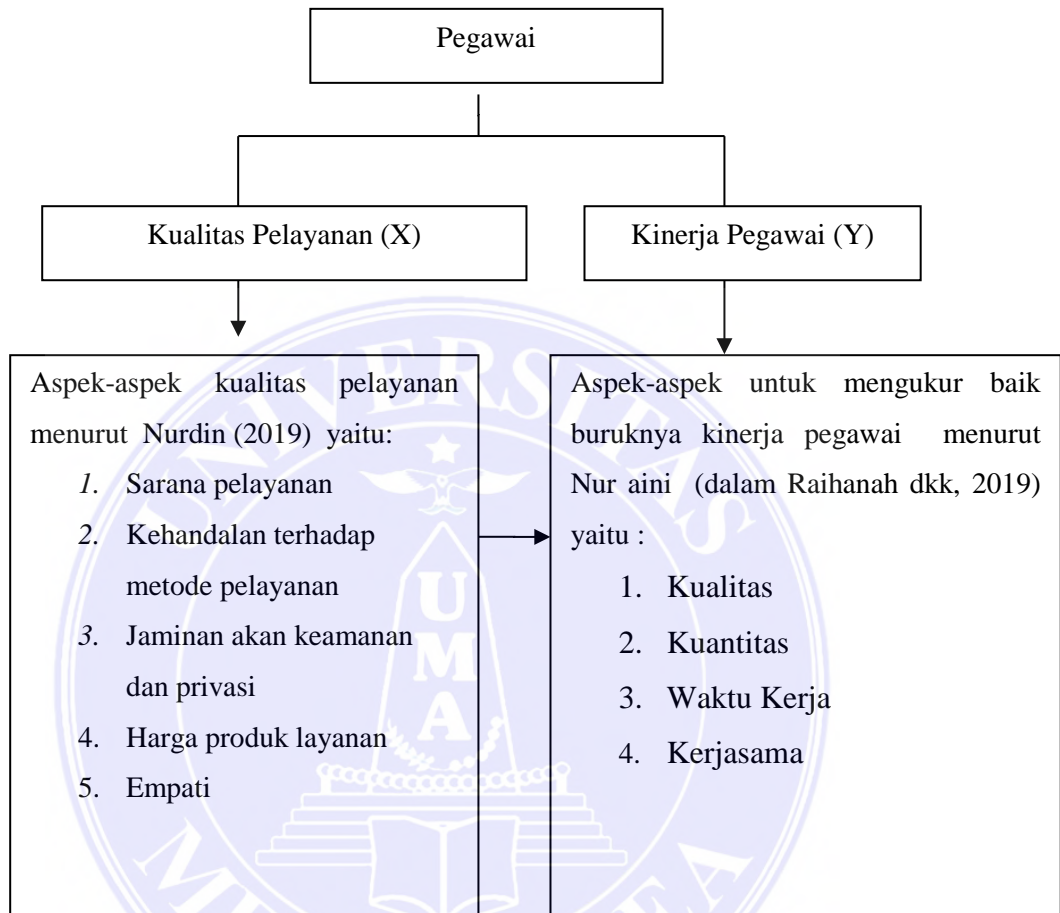 Pegawai
Kualitas Pelayanan (X)
Kinerja Pegawai (Y)
Aspek-aspek kualitas pelayanan
menurut Nurdin (2019) yaitu:
1. Sarana pelayanan
2. Kehandalan terhadap
metode pelayanan
3. Jaminan akan keamanan
dan privasi
4. Harga produk layanan
5. Empati
Aspek-aspek untuk mengukur baik
buruknya kinerja pegawai menurut
Nur aini (dalam Raihanah dkk, 2019)
yaitu :
1. Kualitas
2. Kuantitas
3. Waktu Kerja
4. Kerjasama
UNIVERSITAS
UMA